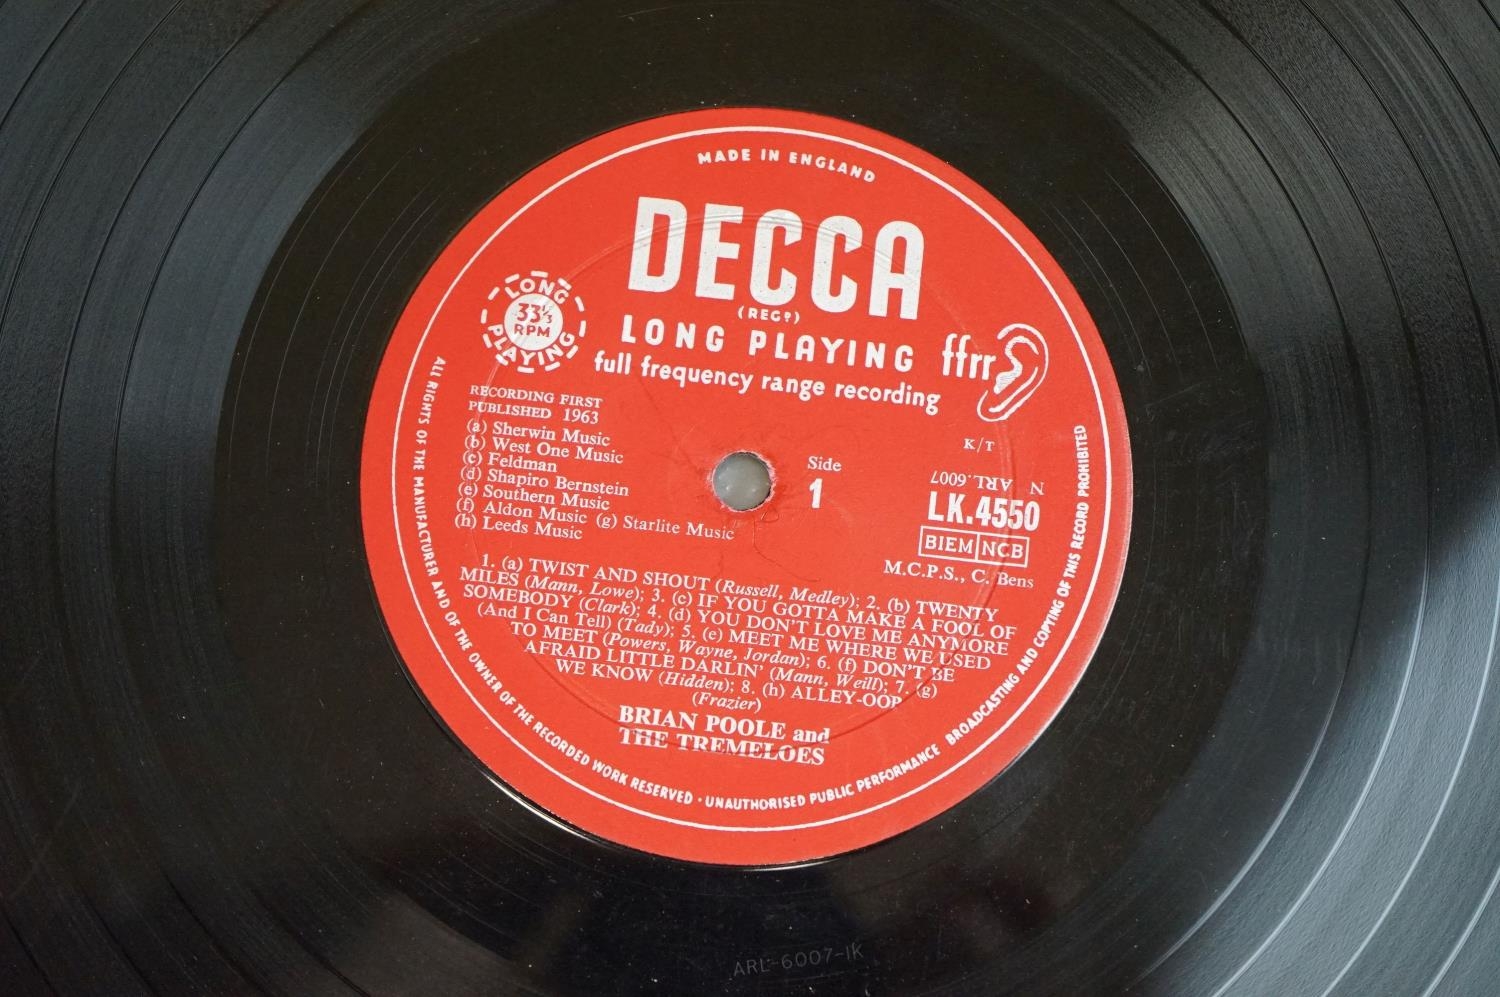 MADE IN ENGLAND
DECCA
(REGD)
LONG PLAYING
full frequency range recording
ffrr
LONG
33⅓
RPM
PLAYING
RECORDING FIRST
PUBLISHED 1963
(a) Sherwin Music
(b) West One Music
(c) Feldman
(d) Shapiro Bernstein
(e) Southern Music
(f) Aldon Music (g) Starlite Music
(h) Leeds Music
Side
1
K/T
N ARL.6007
LK.4550
BIEM NCB
M.C.P.S., C. Bens
1. (a) TWIST AND SHOUT (Russell, Medley); 2. (b) TWENTY
MILES (Mann, Lowe); 3. (c) IF YOU GOTTA MAKE A FOOL OF
SOMEBODY (Clark); 4. (d) YOU DON'T LOVE ME ANYMORE
(And I Can Tell) (Tady); 5. (e) MEET ME WHERE WE USED
TO MEET (Powers, Wayne, Jordan); 6. (f) DON'T BE
AFRAID LITTLE DARLIN' (Mann, Weill); 7. (g)
WE KNOW (Hidden); 8. (h) ALLEY-OOP
(Frazier)
BRIAN POOLE and
THE TREMELOES
ALL RIGHTS OF THE MANUFACTURER AND OF THE OWNER OF THE RECORDED WORK RESERVED · UNAUTHORISED PUBLIC PERFORMANCE BROADCASTING AND COPYING OF THIS RECORD PROHIBITED
ARL-6007-1K